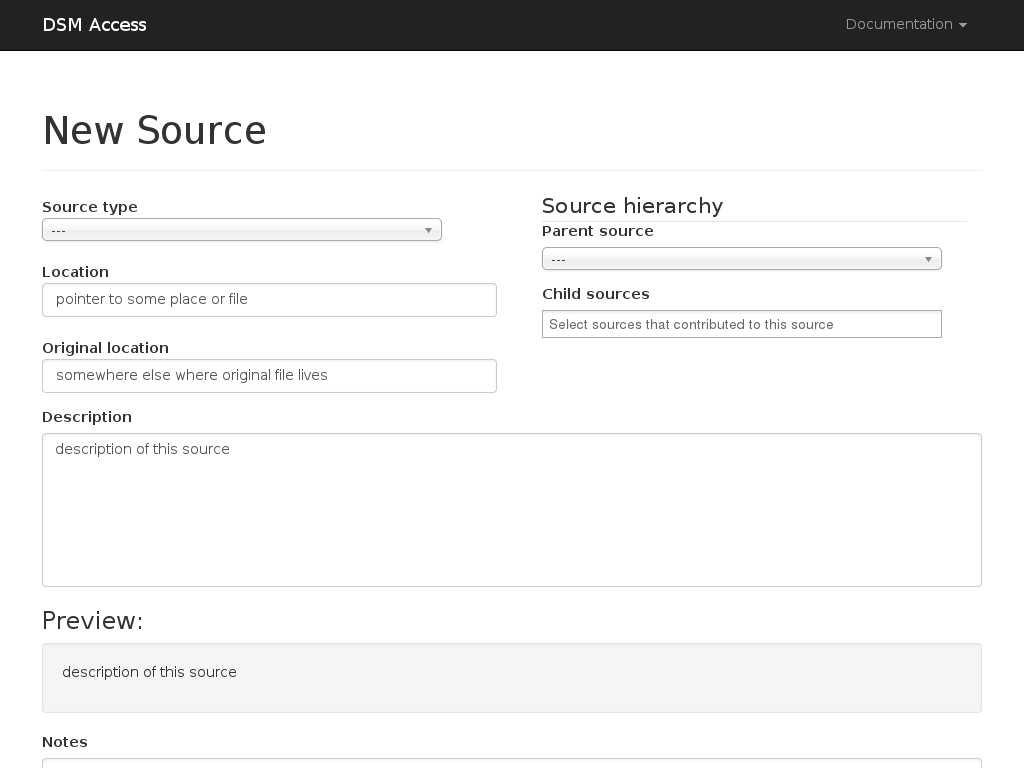 DSM Access
Documentation
New Source
Source type
---
Location
pointer to some place or file
Original location
somewhere else where original file lives
Source hierarchy
Parent source
---
Child sources
Select sources that contributed to this source
Description
description of this source
Preview:
description of this source
Notes